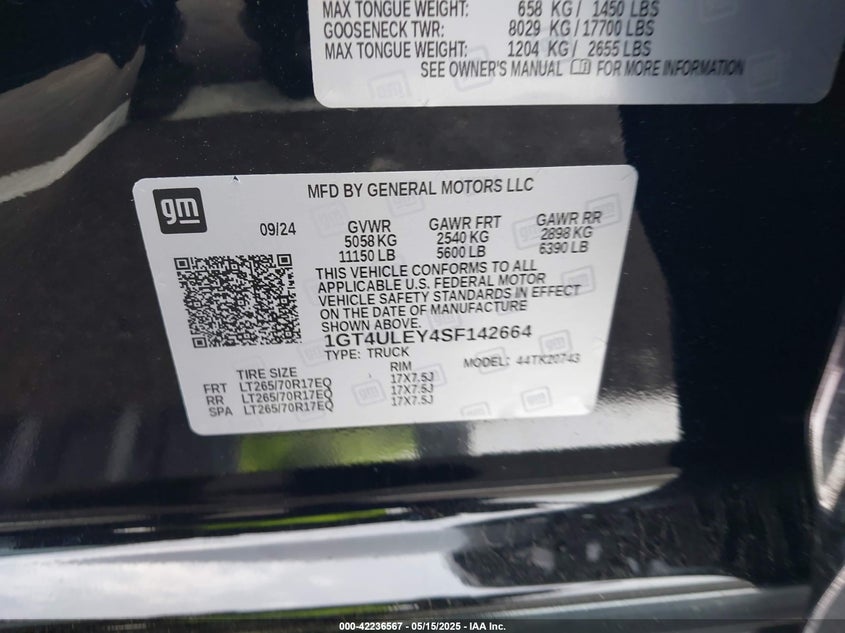 MAX TONGUE WEIGHT: 658 KG / 1450 LBS
GOOSENECK TWR: 8029 KG / 17700 LBS
MAX TONGUE WEIGHT: 1204 KG / 2655 LBS
SEE OWNER'S MANUAL FOR MORE INFORMATION
gm
MFD BY GENERAL MOTORS LLC
09/24 GVWR GAWR FRT GAWR RR
5058 KG 2540 KG 2898 KG
11150 LB 5600 LB 6390 LB
THIS VEHICLE CONFORMS TO ALL
APPLICABLE U.S. FEDERAL MOTOR
VEHICLE SAFETY STANDARDS IN EFFECT
ON THE DATE OF MANUFACTURE
SHOWN ABOVE.
1GT4ULEY4SF142664
TYPE: TRUCK MODEL: 44TK20743
TIRE SIZE RIM
FRT LT265/70R17EQ 17X7.5J
RR LT265/70R17EQ 17X7.5J
SPA LT265/70R17EQ 17X7.5J
000-42236567 — 05/15/2025 — IAA Inc.